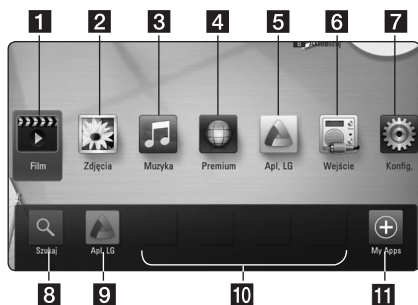 1 2 3 4 5 6 7
Film Zdjęcia Muzyka Premium Apl. LG Wejście Konfig.
Szukaj Apl. LG My Apps
8 9 10 11